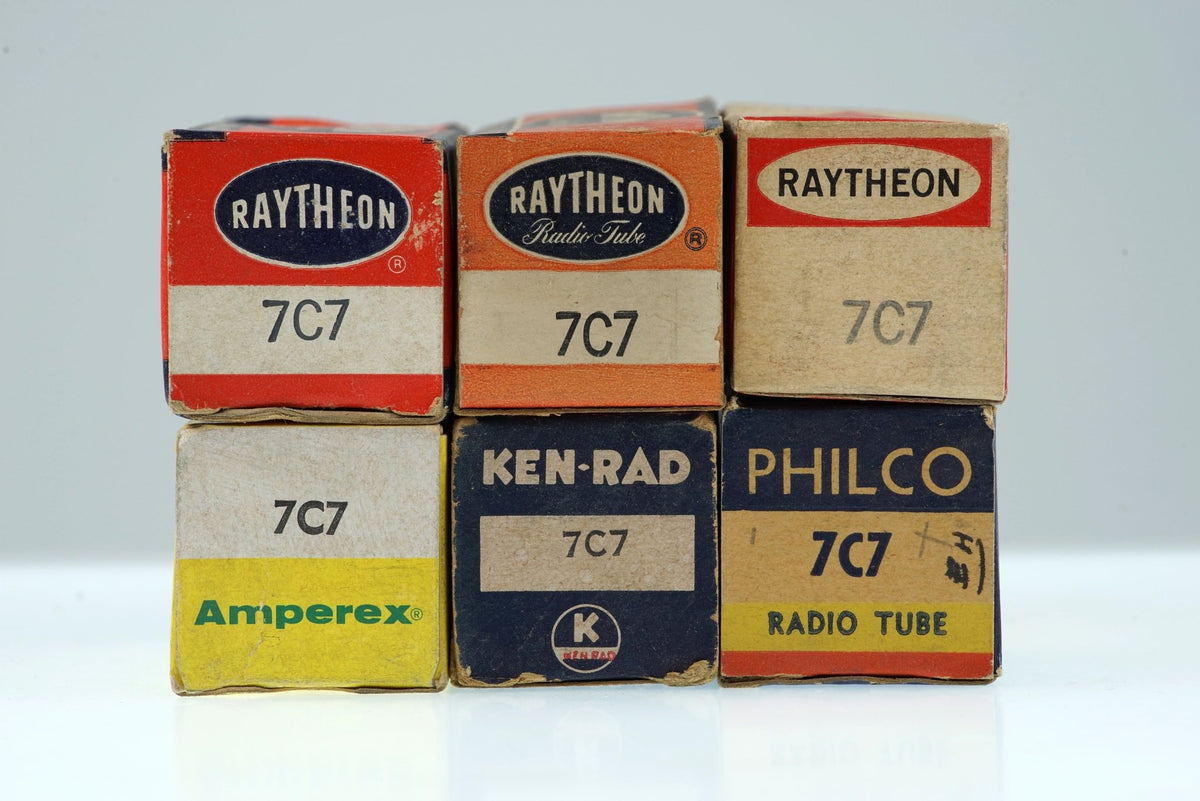 RAYTHEON
®
7C7
RAYTHEON
Radio Tube
®
7C7
RAYTHEON
7C7
7C7
Amperex®
KEN-RAD
7C7
K
KEN-RAD
PHILCO
7C7
RADIO TUBE